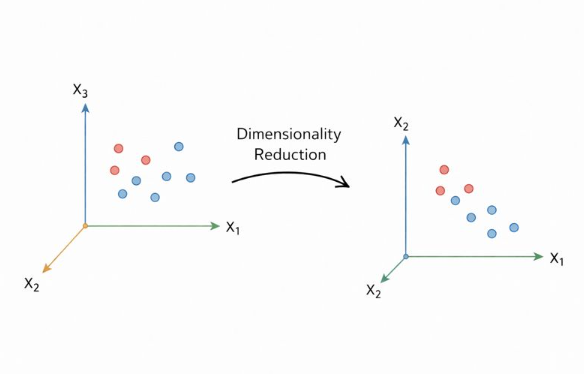 X₃
X₁
X₂
Dimensionality
Reduction
X₂
X₁
X₂